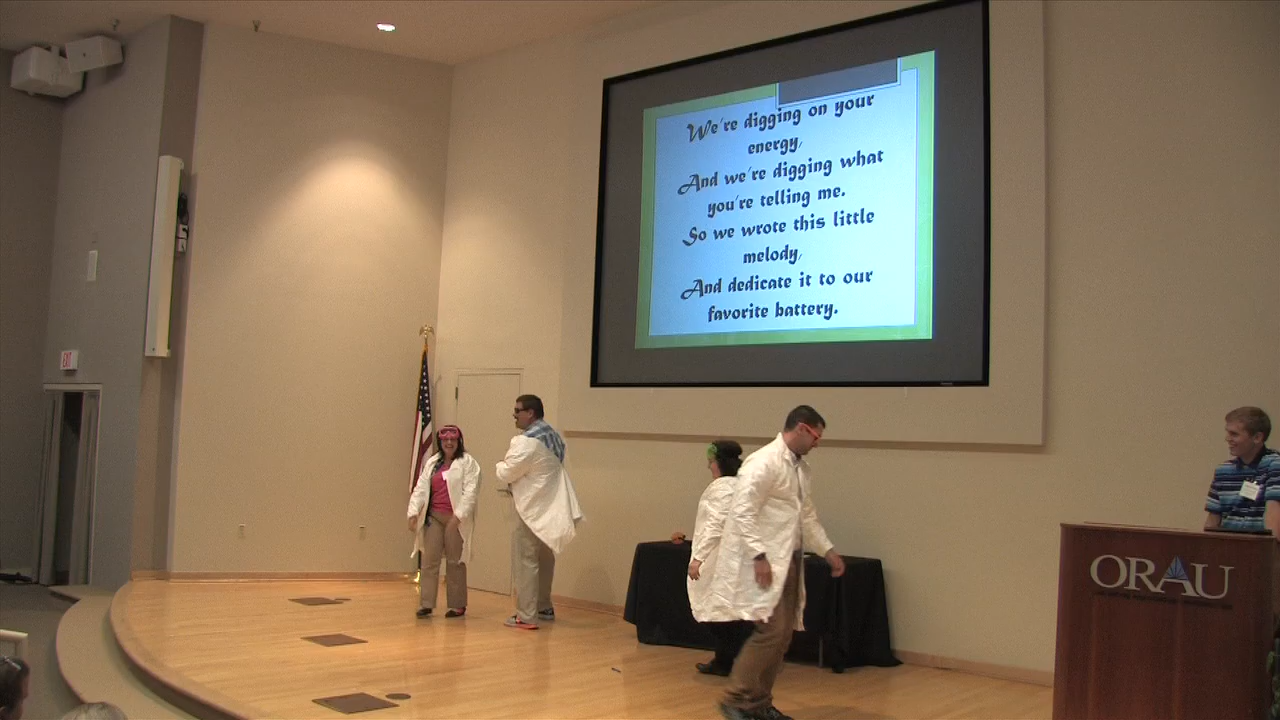 We're digging on your
energy,
And we're digging what
you're telling me.
So we wrote this little
melody,
And dedicate it to our
favorite battery.
EXIT
ORAU